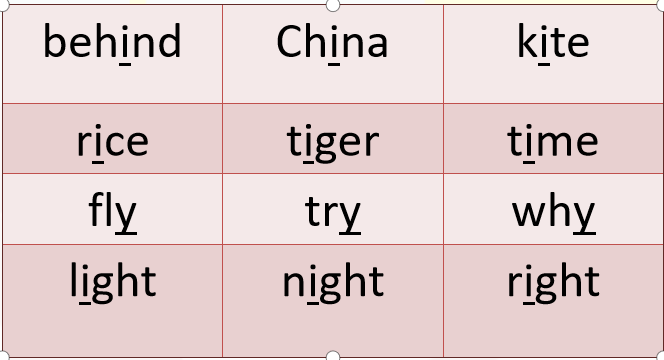 behind China kite
rice tiger time
fly try why
light night right